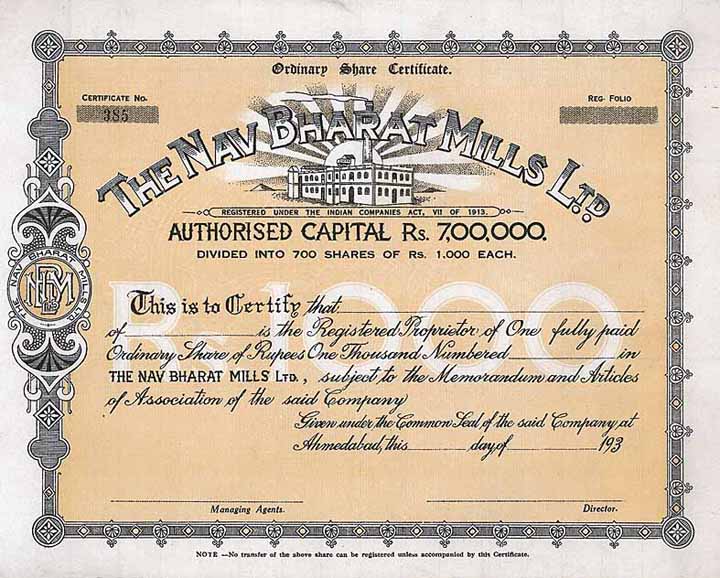 Ordinary Share Certificate.
CERTIFICATE NO. REG. FOLIO
385
THE NAV BHARAT MILLS LTD.
REGISTERED UNDER THE INDIAN COMPANIES ACT, VII OF 1913.
AUTHORISED CAPITAL RS. 7,00,000.
DIVIDED INTO 700 SHARES OF RS. 1.000 EACH.
R-1000
THE NAV BHARAT MILLS LTD.
This is to Certify that
of is the Registered Proprietor of One fully paid
Ordinary Share of Rupees One Thousand Numbered in
THE NAV BHARAT MILLS LTD., subject to the Memorandum and Articles
of Association of the said Company
Given under the Common Seal of the said Company at
Ahmedabad, this day of 193
Managing Agents. Director.
NOTE —No transfer of the above share can be registered unless accompanied by this Certificate.